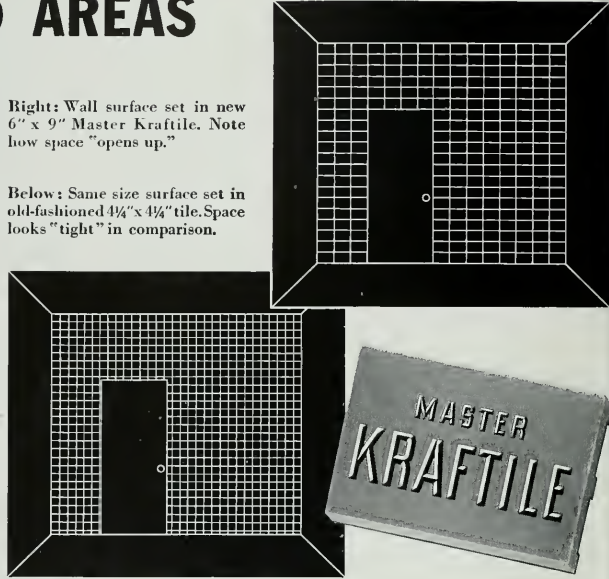 AREAS
Right: Wall surface set in new
6" x 9" Master Kraftile. Note
how space "opens up."
Below: Same size surface set in
old-fashioned 4¼"x 4¼" tile. Space
looks "tight" in comparison.
MASTER
KRAFTILE